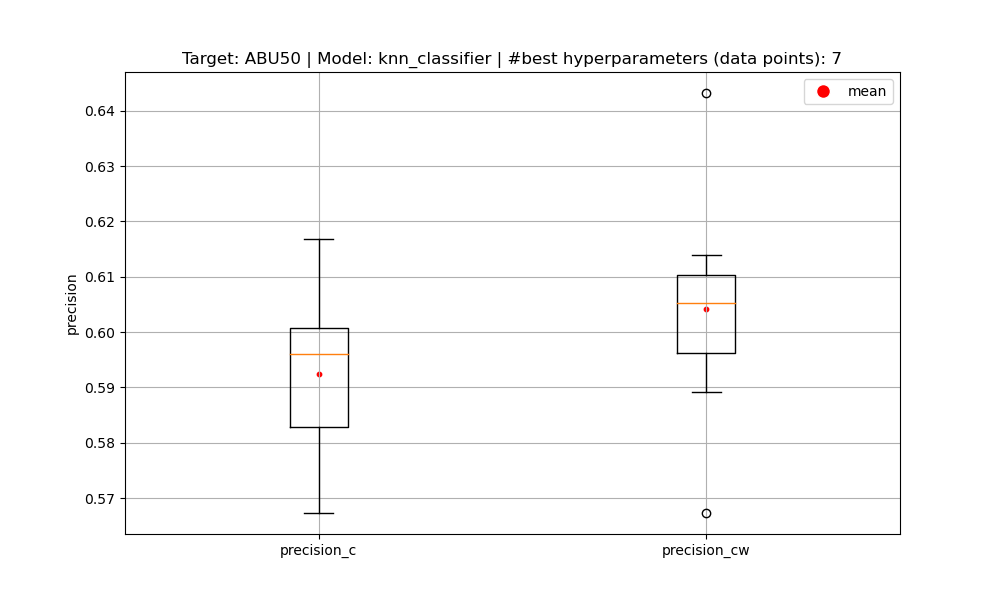 Target: ABU50 | Model: knn_classifier | #best hyperparameters (data points): 7
mean
0.64
0.63
0.62
0.61
0.60
0.59
0.58
0.57
precision
precision_c
precision_cw